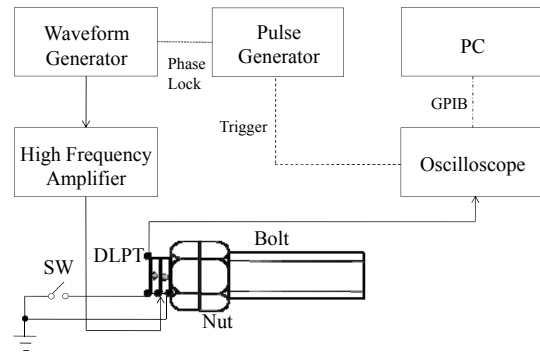 Waveform
Generator
Pulse
Generator
PC
Phase
Lock
GPIB
Trigger
High Frequency
Amplifier
Oscilloscope
DLPT
Bolt
SW
Nut